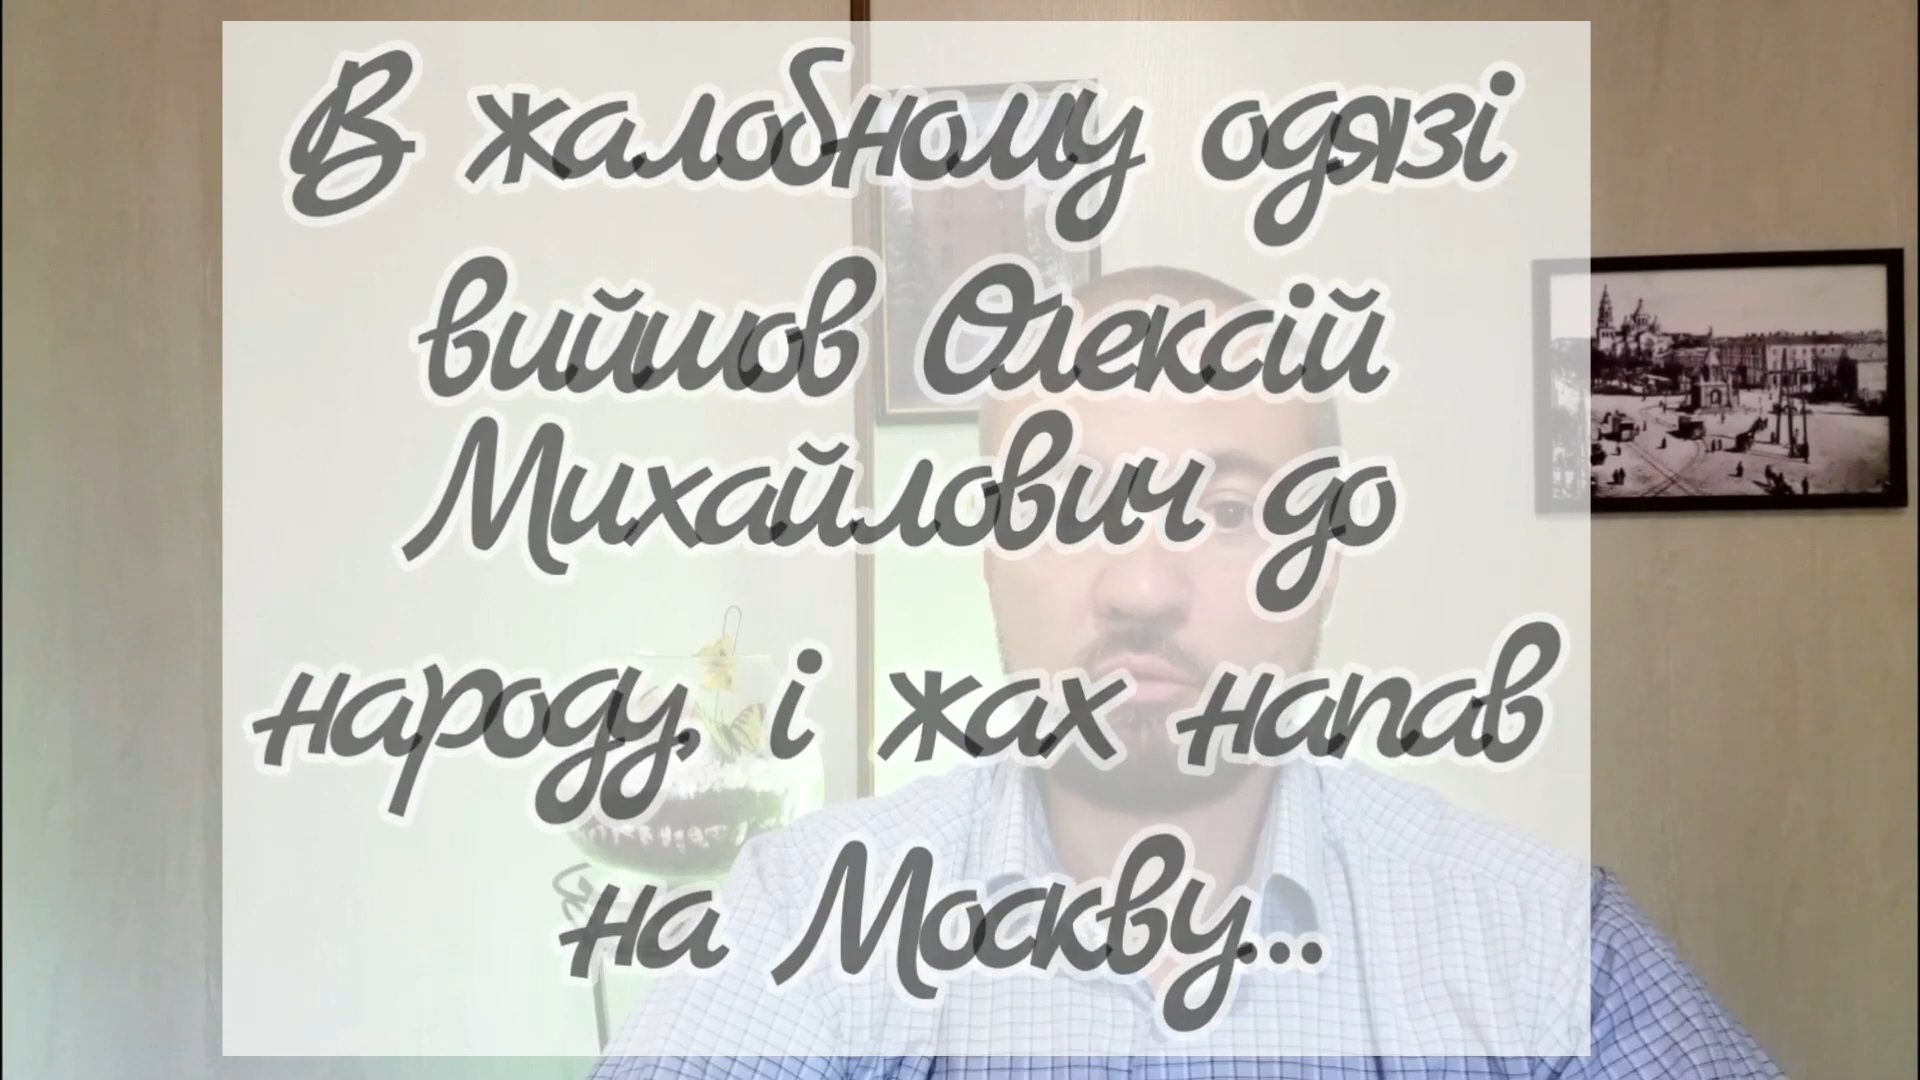 В жалобному одязі
вийшов Олексій
Михайлович до
народу, і жах напав
на Москву...